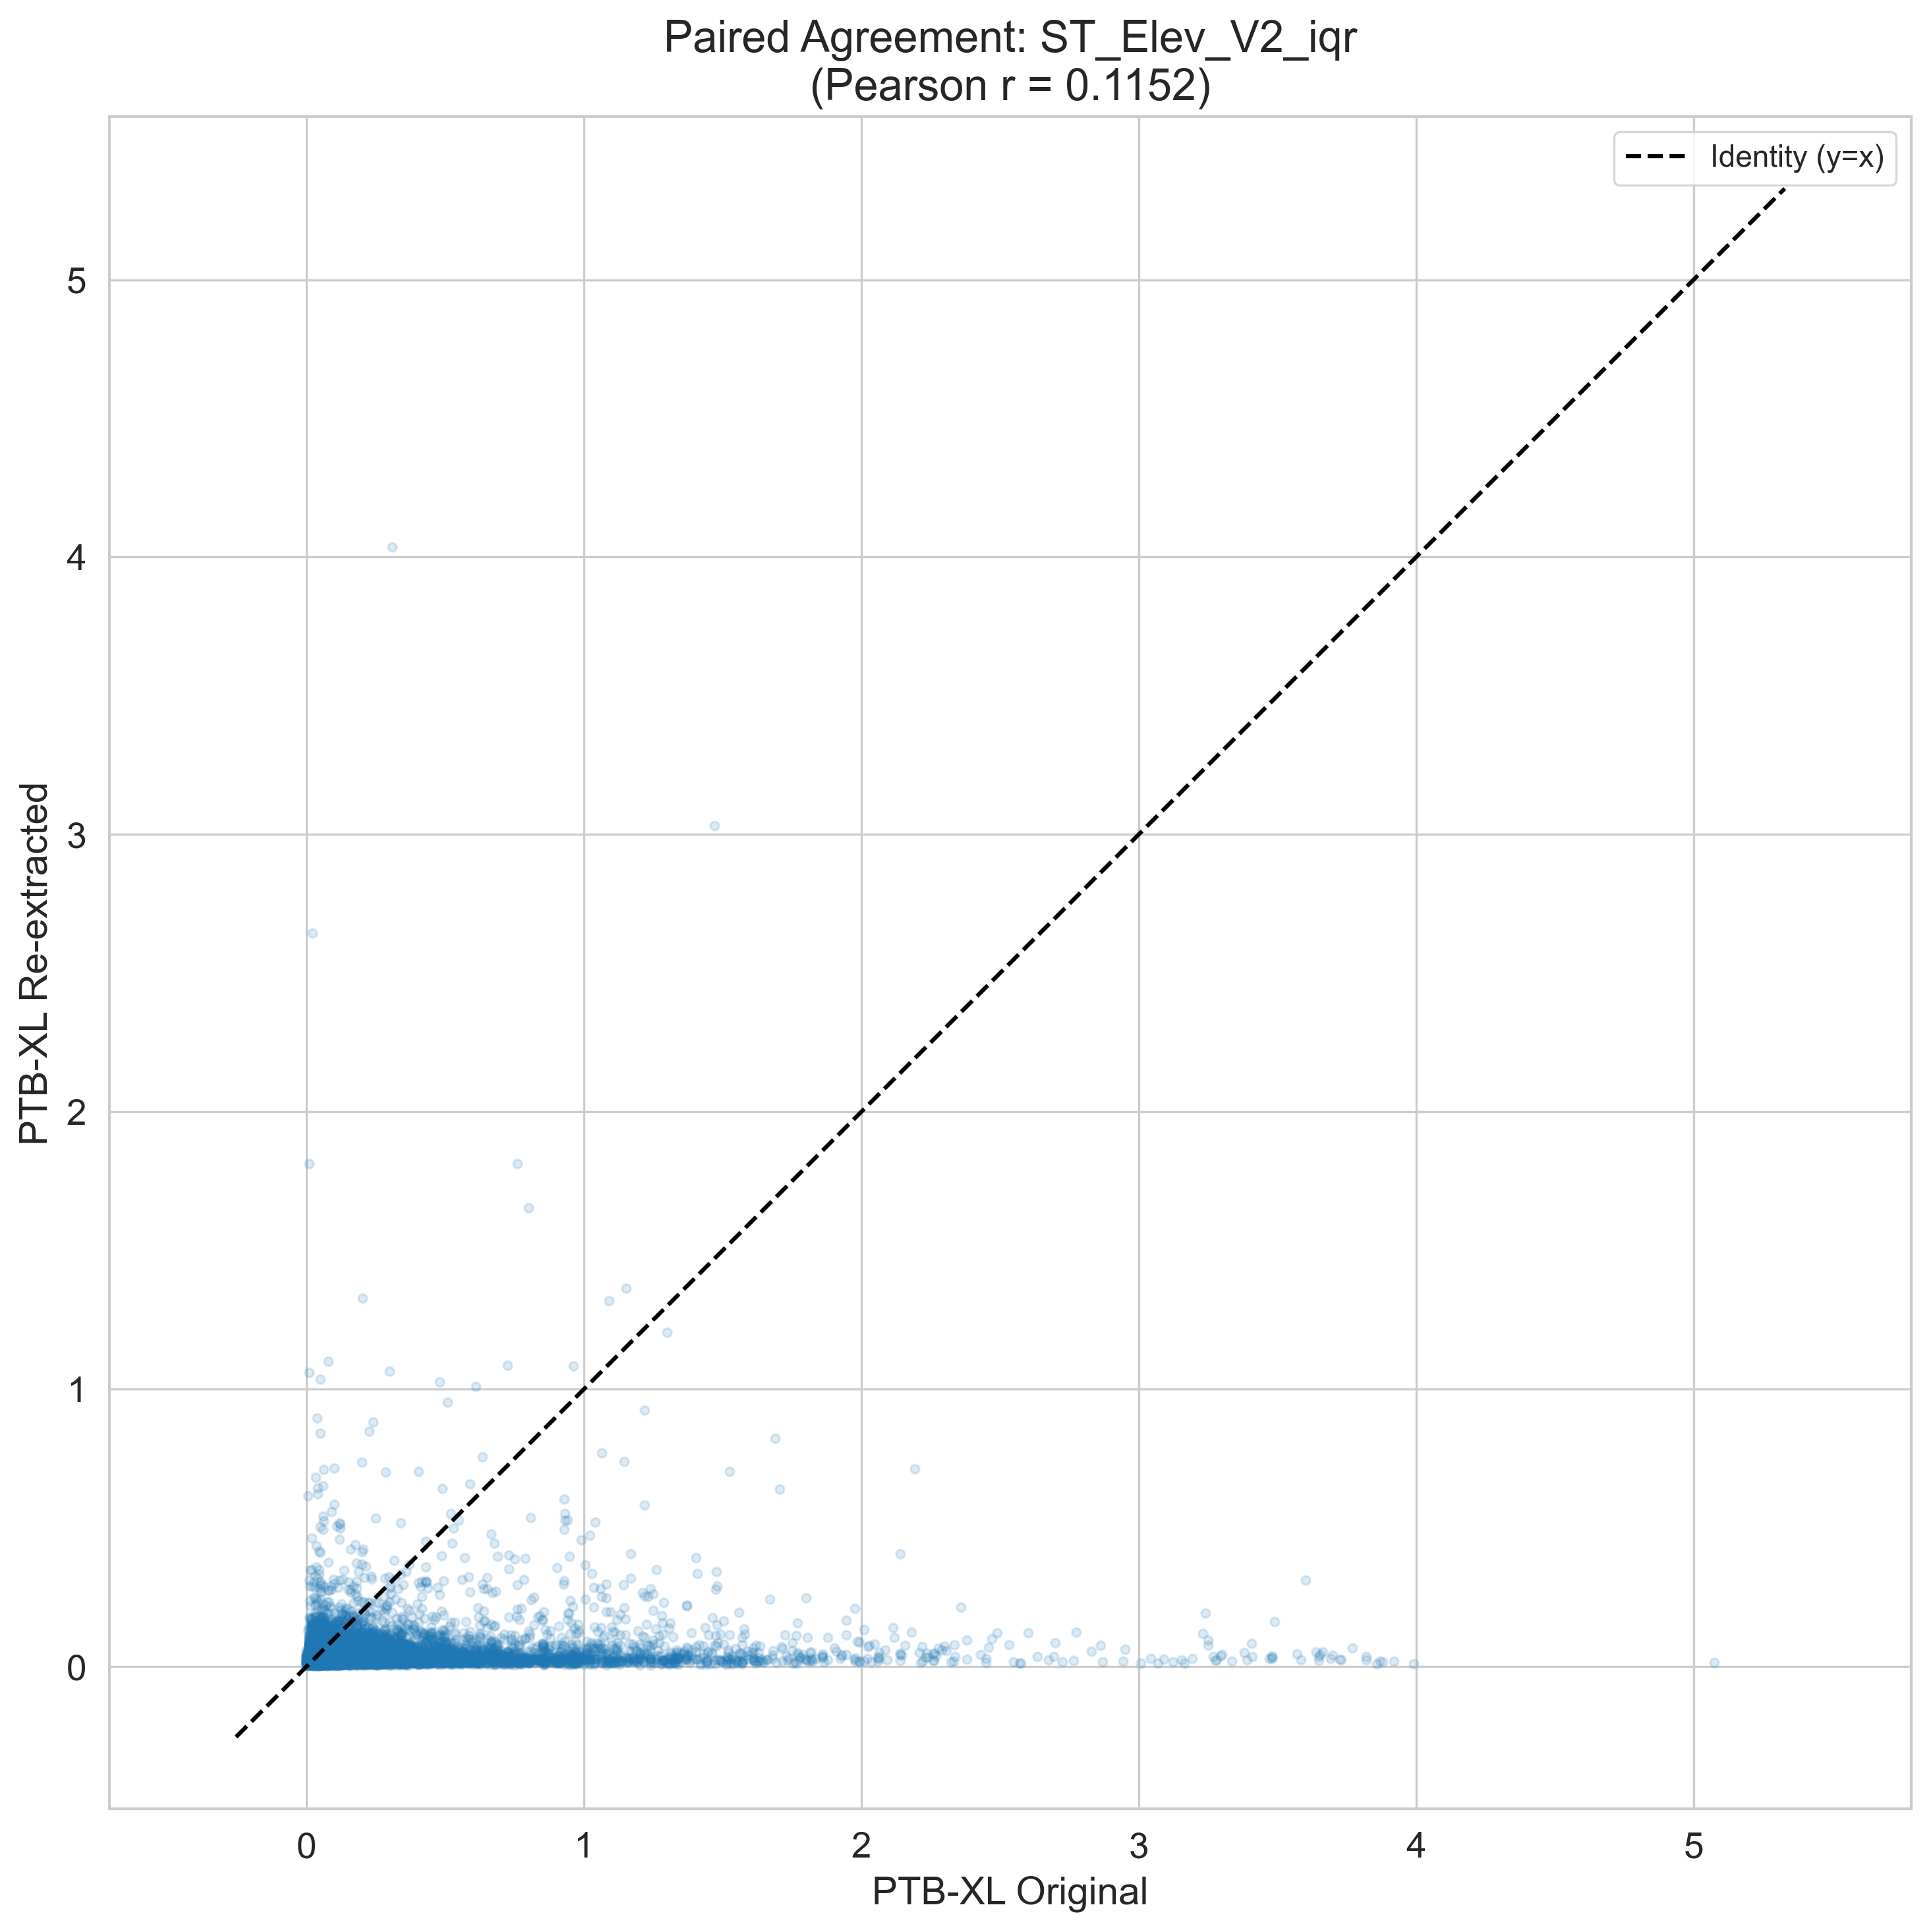 Paired Agreement: ST_Elev_V2_iqr
(Pearson r = 0.1152)
Identity (y=x)
5
4
3
2
1
0
PTB-XL Re-extracted
0 1 2 3 4 5
PTB-XL Original